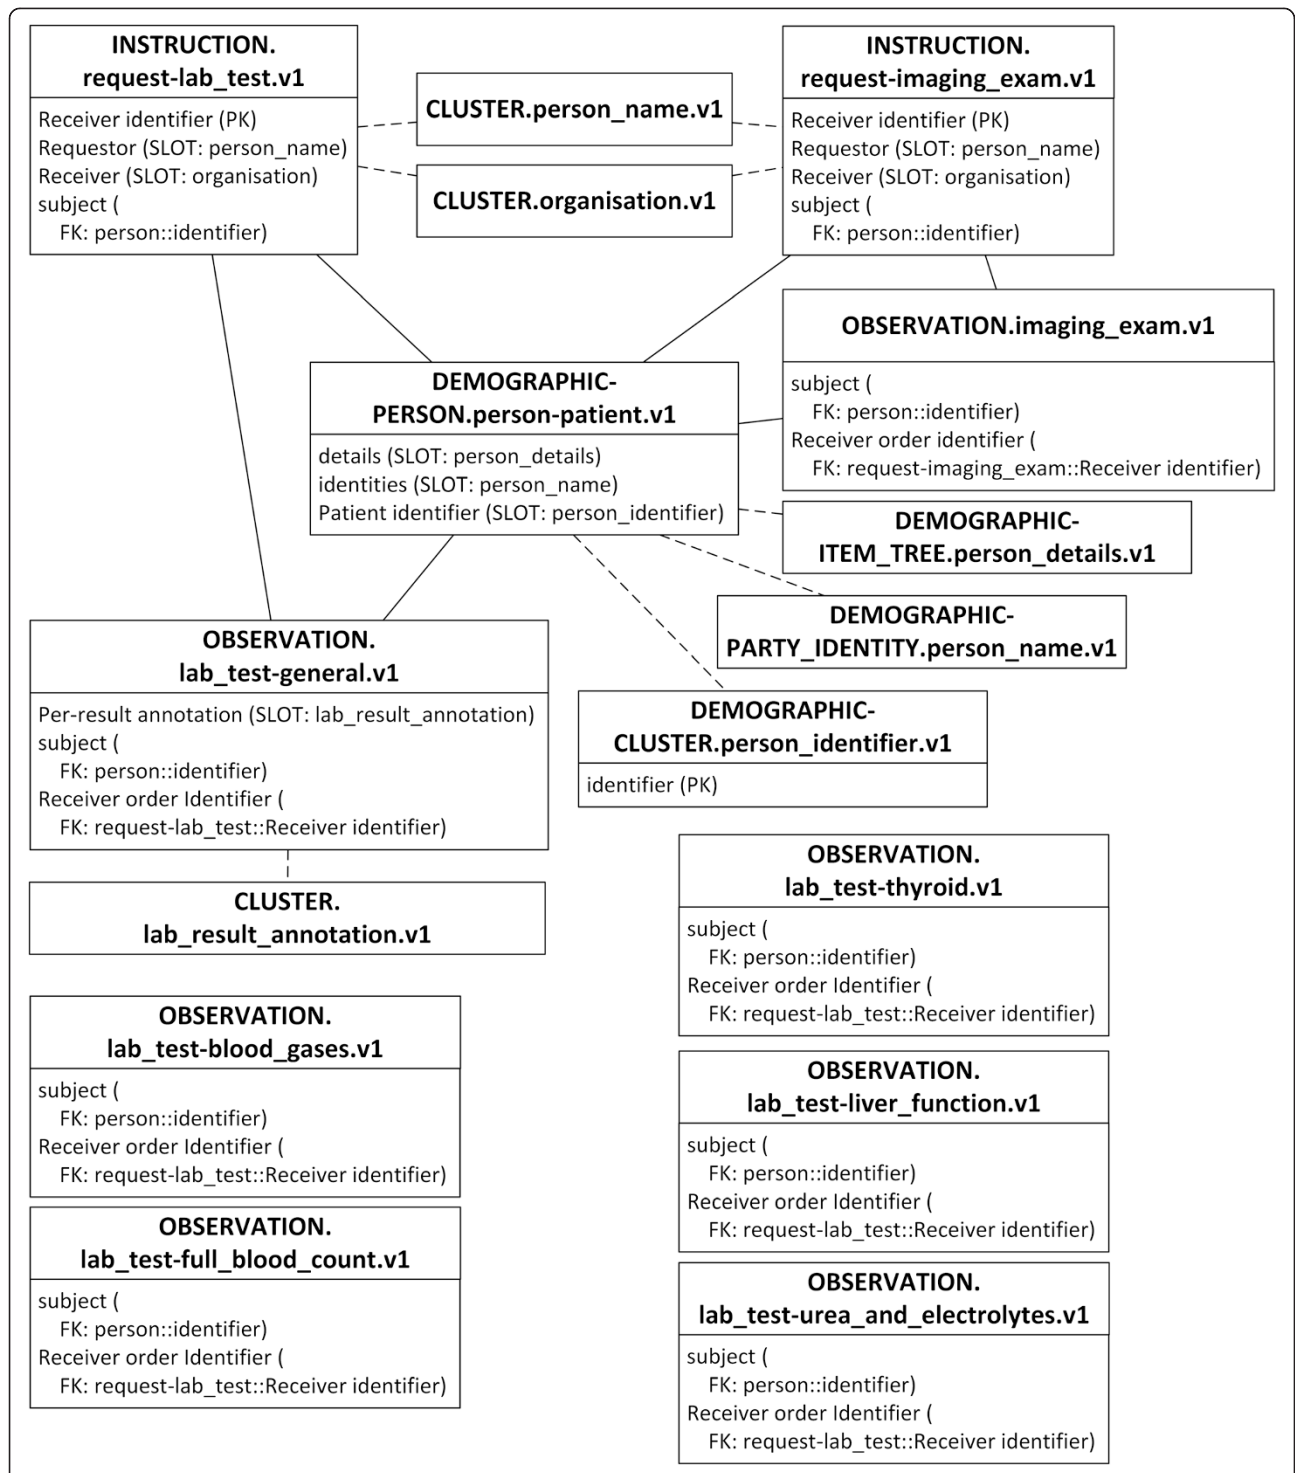 INSTRUCTION.
request-lab_test.v1
Receiver identifier (PK)
Requestor (SLOT: person_name)
Receiver (SLOT: organisation)
subject (
FK: person::identifier)
CLUSTER.person_name.v1
CLUSTER.organisation.v1
INSTRUCTION.
request-imaging_exam.v1
Receiver identifier (PK)
Requestor (SLOT: person_name)
Receiver (SLOT: organisation)
subject (
FK: person::identifier)
OBSERVATION.imaging_exam.v1
subject (
FK: person::identifier)
Receiver order identifier (
FK: request-imaging_exam::Receiver identifier)
DEMOGRAPHIC-
PERSON.person-patient.v1
details (SLOT: person_details)
identities (SLOT: person_name)
Patient identifier (SLOT: person_identifier)
DEMOGRAPHIC-
ITEM_TREE.person_details.v1
DEMOGRAPHIC-
PARTY_IDENTITY.person_name.v1
DEMOGRAPHIC-
CLUSTER.person_identifier.v1
identifier (PK)
OBSERVATION.
lab_test-general.v1
Per-result annotation (SLOT: lab_result_annotation)
subject (
FK: person::identifier)
Receiver order Identifier (
FK: request-lab_test::Receiver identifier)
CLUSTER.
lab_result_annotation.v1
OBSERVATION.
lab_test-blood_gases.v1
subject (
FK: person::identifier)
Receiver order Identifier (
FK: request-lab_test::Receiver identifier)
OBSERVATION.
lab_test-full_blood_count.v1
subject (
FK: person::identifier)
Receiver order Identifier (
FK: request-lab_test::Receiver identifier)
OBSERVATION.
lab_test-thyroid.v1
subject (
FK: person::identifier)
Receiver order Identifier (
FK: request-lab_test::Receiver identifier)
OBSERVATION.
lab_test-liver_function.v1
subject (
FK: person::identifier)
Receiver order Identifier (
FK: request-lab_test::Receiver identifier)
OBSERVATION.
lab_test-urea_and_electrolytes.v1
subject (
FK: person::identifier)
Receiver order Identifier (
FK: request-lab_test::Receiver identifier)